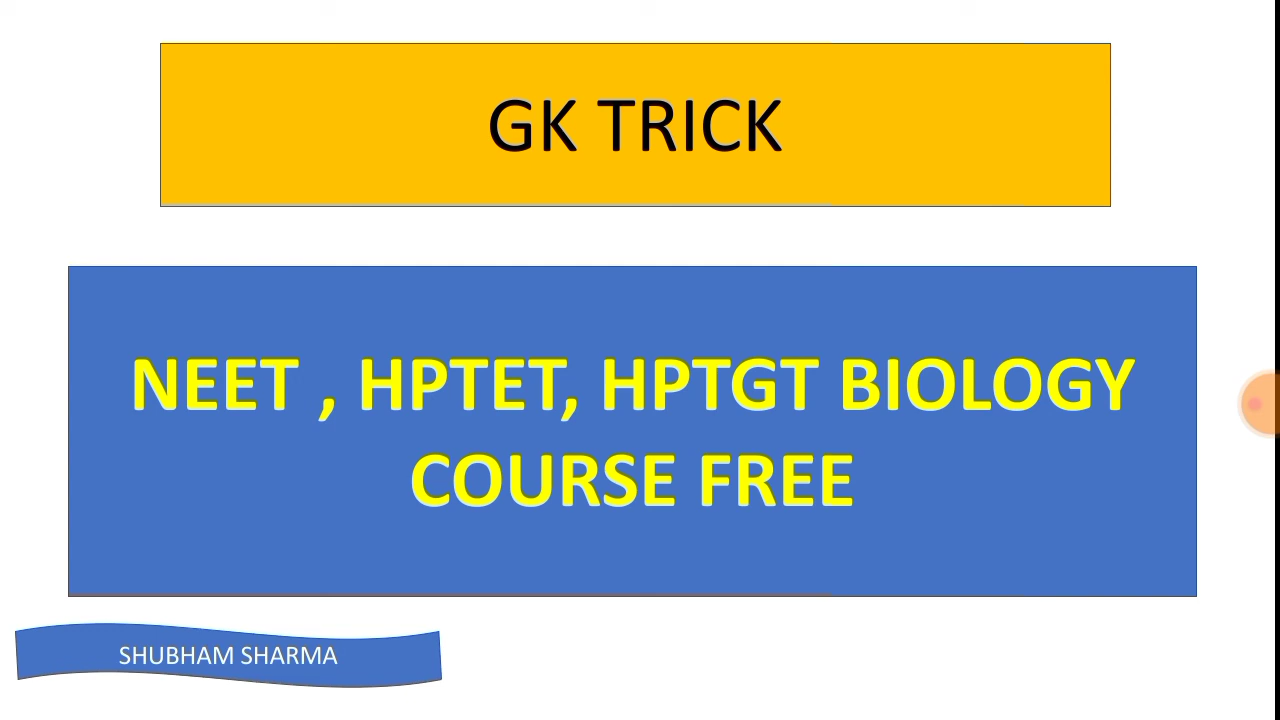 GK TRICK
NEET , HPTET, HPTGT BIOLOGY
COURSE FREE
SHUBHAM SHARMA